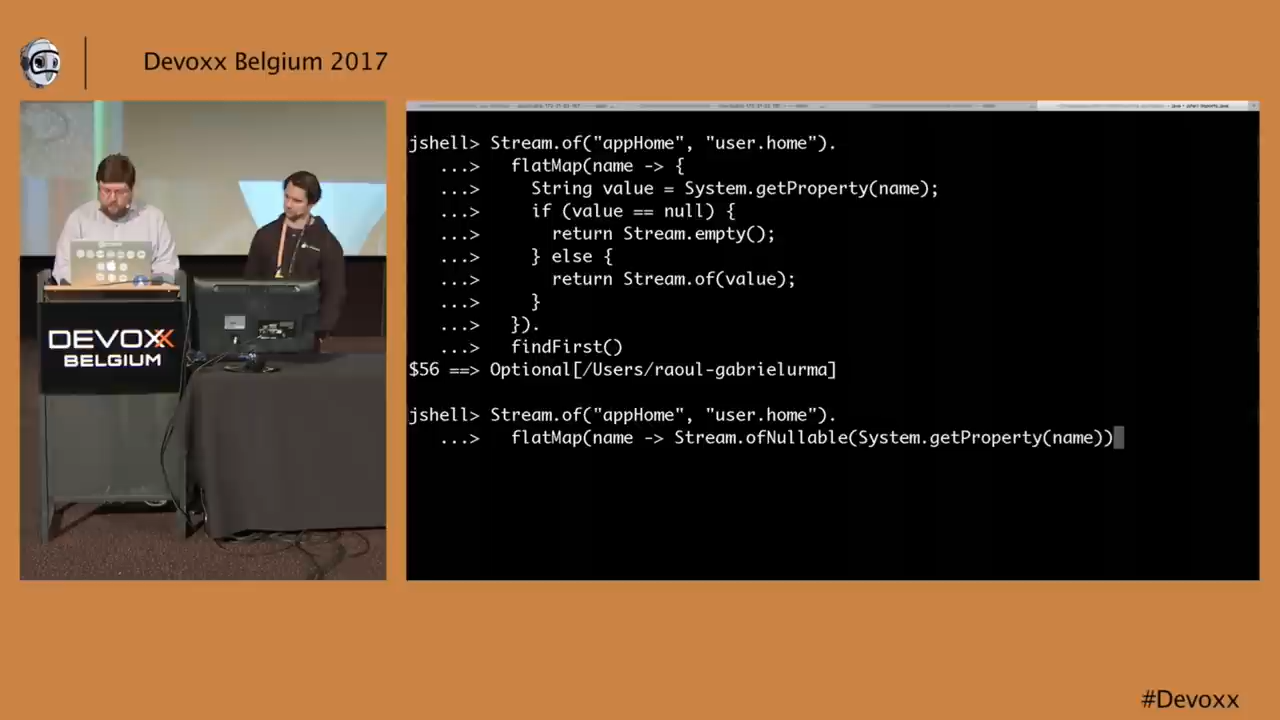 Devoxx Belgium 2017
jshell> Stream.of("appHome", "user.home").
...> flatMap(name -> {
...> String value = System.getProperty(name);
...> if (value == null) {
...> return Stream.empty();
...> } else {
...> return Stream.of(value);
...> }
...> }).
...> findFirst()
$56 ==> Optional[/Users/raoul-gabrielurma]
jshell> Stream.of("appHome", "user.home").
...> flatMap(name -> Stream.ofNullable(System.getProperty(name))
DEVOXX
BELGIUM
#Devoxx